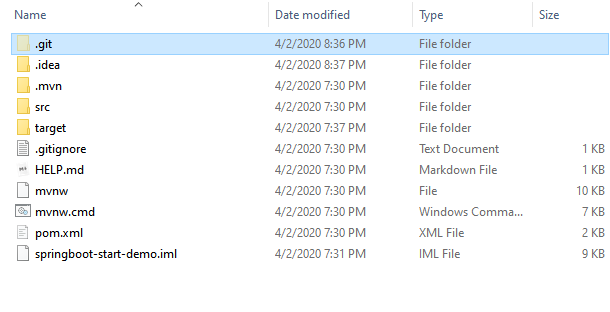 Name Date modified Type Size
.git 4/2/2020 8:36 PM File folder
.idea 4/2/2020 8:37 PM File folder
.mvn 4/2/2020 7:30 PM File folder
src 4/2/2020 7:30 PM File folder
target 4/2/2020 7:37 PM File folder
.gitignore 4/2/2020 7:30 PM Text Document 1 KB
HELP.md 4/2/2020 7:30 PM Markdown File 1 KB
mvnw 4/2/2020 7:30 PM File 10 KB
mvnw.cmd 4/2/2020 7:30 PM Windows Comma... 7 KB
pom.xml 4/2/2020 7:30 PM XML File 2 KB
springboot-start-demo.iml 4/2/2020 7:31 PM IML File 9 KB